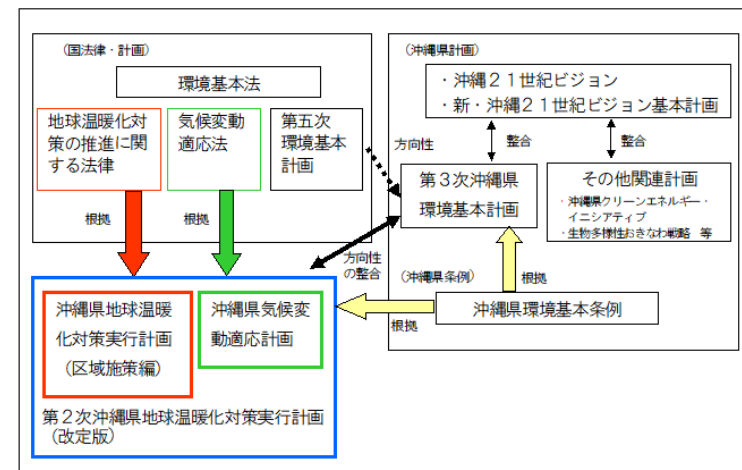 （国法律・計画）
環境基本法
地球温暖化対
策の推進に関
する法律
気候変動
適応法
第五次
環境基本
計画
根拠
根拠
（沖縄県計画）
・沖縄２１世紀ビジョン
・新・沖縄２１世紀ビジョン基本計画
方向性
整合
整合
第３次沖縄県
環境基本計画
その他関連計画
・沖縄県クリーンエネルギー・
イニシアティブ
・生物多様性おきなわ戦略　等
方向性
の整合
（沖縄県条例）
根拠
沖縄県環境基本条例
根拠
沖縄県地球温暖
化対策実行計画
（区域施策編）
沖縄県気候変
動適応計画
第２次沖縄県地球温暖化対策実行計画
（改定版）